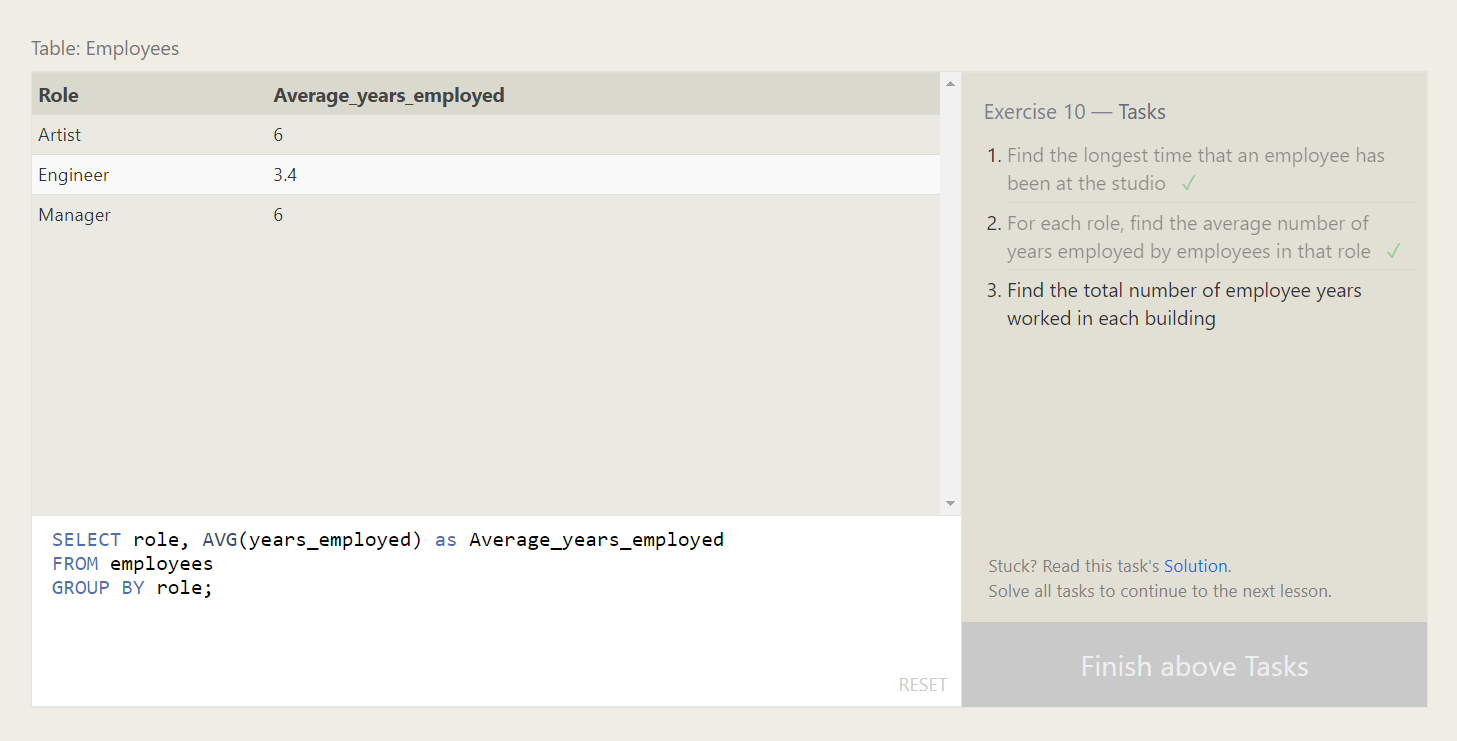 Table: Employees
Role Average_years_employed
Artist 6
Engineer 3.4
Manager 6
SELECT role, AVG(years_employed) as Average_years_employed
FROM employees
GROUP BY role;
RESET
Exercise 10 — Tasks
1. Find the longest time that an employee has
been at the studio ✓
2. For each role, find the average number of
years employed by employees in that role ✓
3. Find the total number of employee years
worked in each building
Stuck? Read this task's Solution.
Solve all tasks to continue to the next lesson.
Finish above Tasks